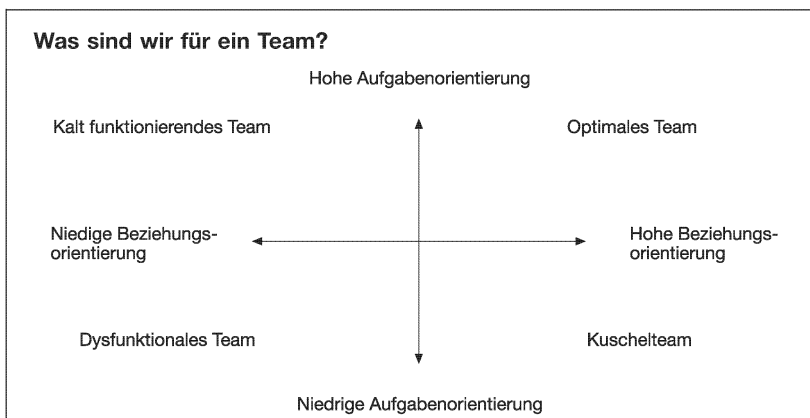 Was sind wir für ein Team?
Hohe Aufgabenorientierung
Kalt funktionierendes Team
Optimales Team
Niedige Beziehungs-
orientierung
Hohe Beziehungs-
orientierung
Dysfunktionales Team
Kuschelteam
Niedrige Aufgabenorientierung